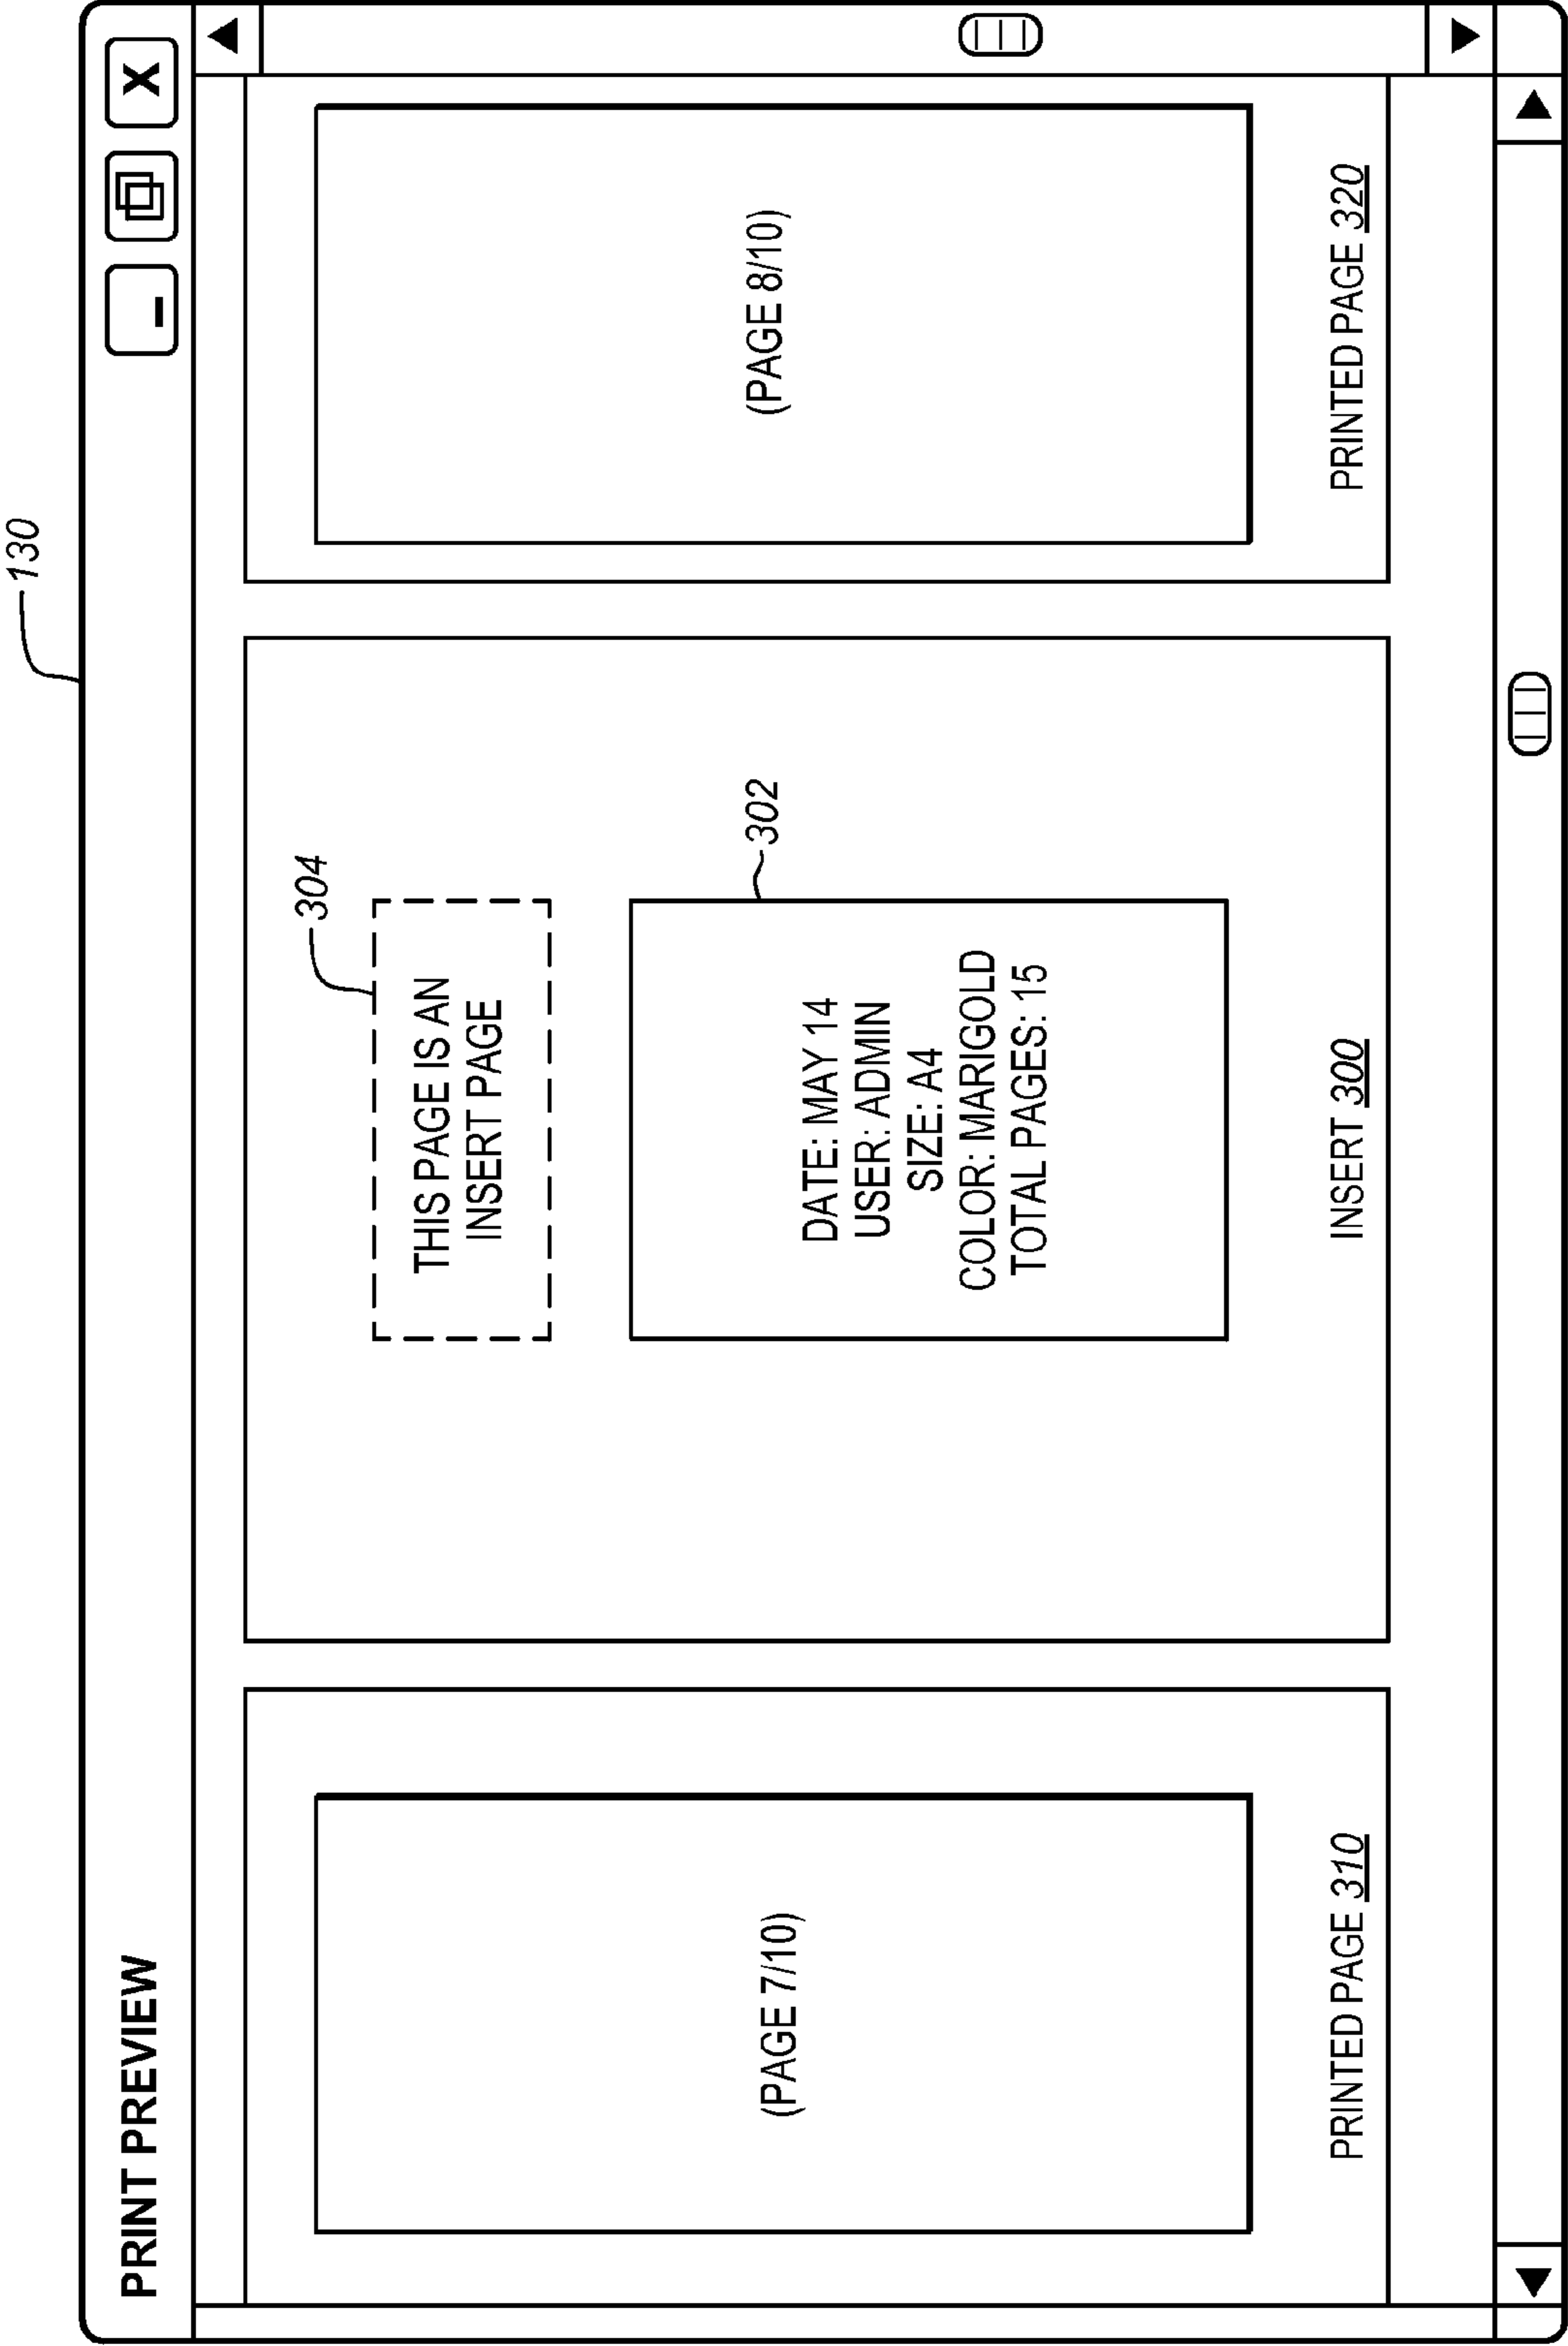 130
PRINT PREVIEW
_
X
(PAGE 7/10)
PRINTED PAGE 310
304
THIS PAGE IS AN
INSERT PAGE
302
DATE: MAY 14
USER: ADMIN
SIZE: A4
COLOR: MARIGOLD
TOTAL PAGES: 15
INSERT 300
(PAGE 8/10)
PRINTED PAGE 320